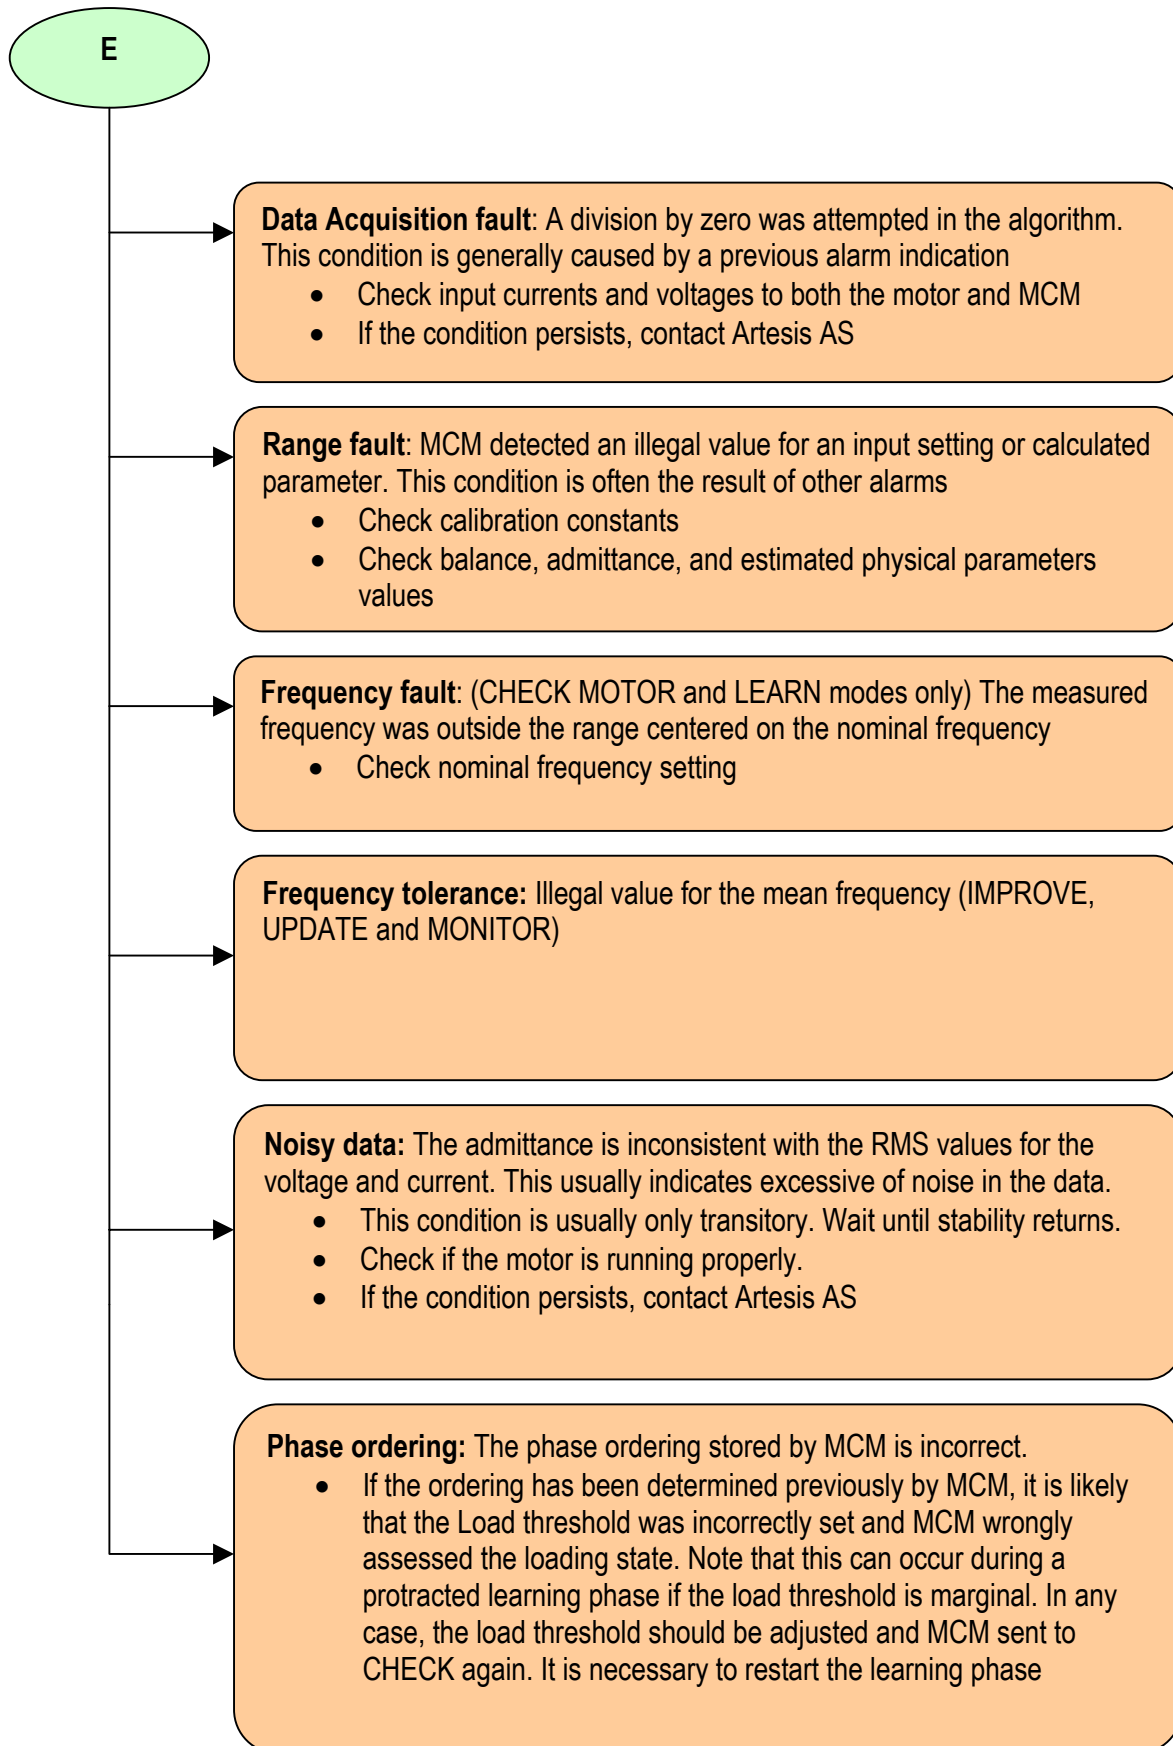 E
Data Acquisition fault: A division by zero was attempted in the algorithm.
This condition is generally caused by a previous alarm indication
• Check input currents and voltages to both the motor and MCM
• If the condition persists, contact Artesis AS
Range fault: MCM detected an illegal value for an input setting or calculated
parameter. This condition is often the result of other alarms
• Check calibration constants
• Check balance, admittance, and estimated physical parameters
values
Frequency fault: (CHECK MOTOR and LEARN modes only) The measured
frequency was outside the range centered on the nominal frequency
• Check nominal frequency setting
Frequency tolerance: Illegal value for the mean frequency (IMPROVE,
UPDATE and MONITOR)
Noisy data: The admittance is inconsistent with the RMS values for the
voltage and current. This usually indicates excessive of noise in the data.
• This condition is usually only transitory. Wait until stability returns.
• Check if the motor is running properly.
• If the condition persists, contact Artesis AS
Phase ordering: The phase ordering stored by MCM is incorrect.
• If the ordering has been determined previously by MCM, it is likely
that the Load threshold was incorrectly set and MCM wrongly
assessed the loading state. Note that this can occur during a
protracted learning phase if the load threshold is marginal. In any
case, the load threshold should be adjusted and MCM sent to
CHECK again. It is necessary to restart the learning phase